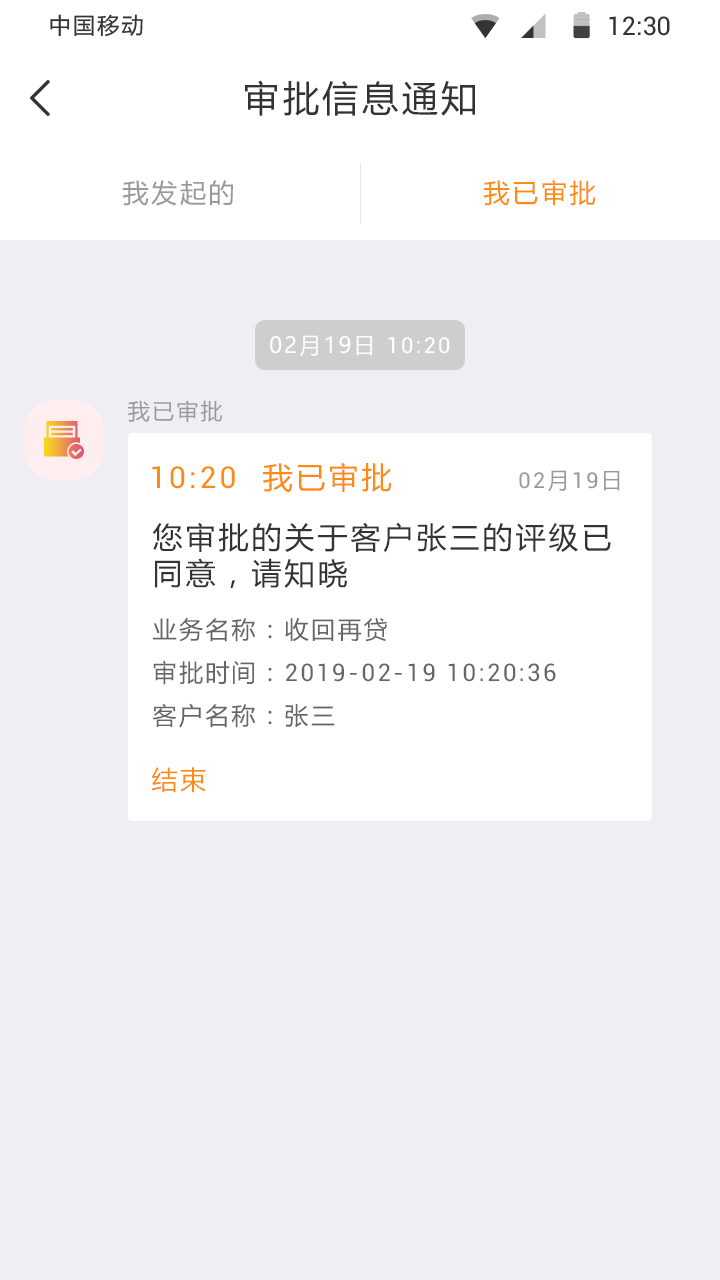 中国移动 12:30
审批信息通知
我发起的 我已审批
02月19日 10:20
我已审批
10:20 我已审批 02月19日
您审批的关于客户张三的评级已
同意，请知晓
业务名称：收回再贷
审批时间：2019-02-19 10:20:36
客户名称：张三
结束